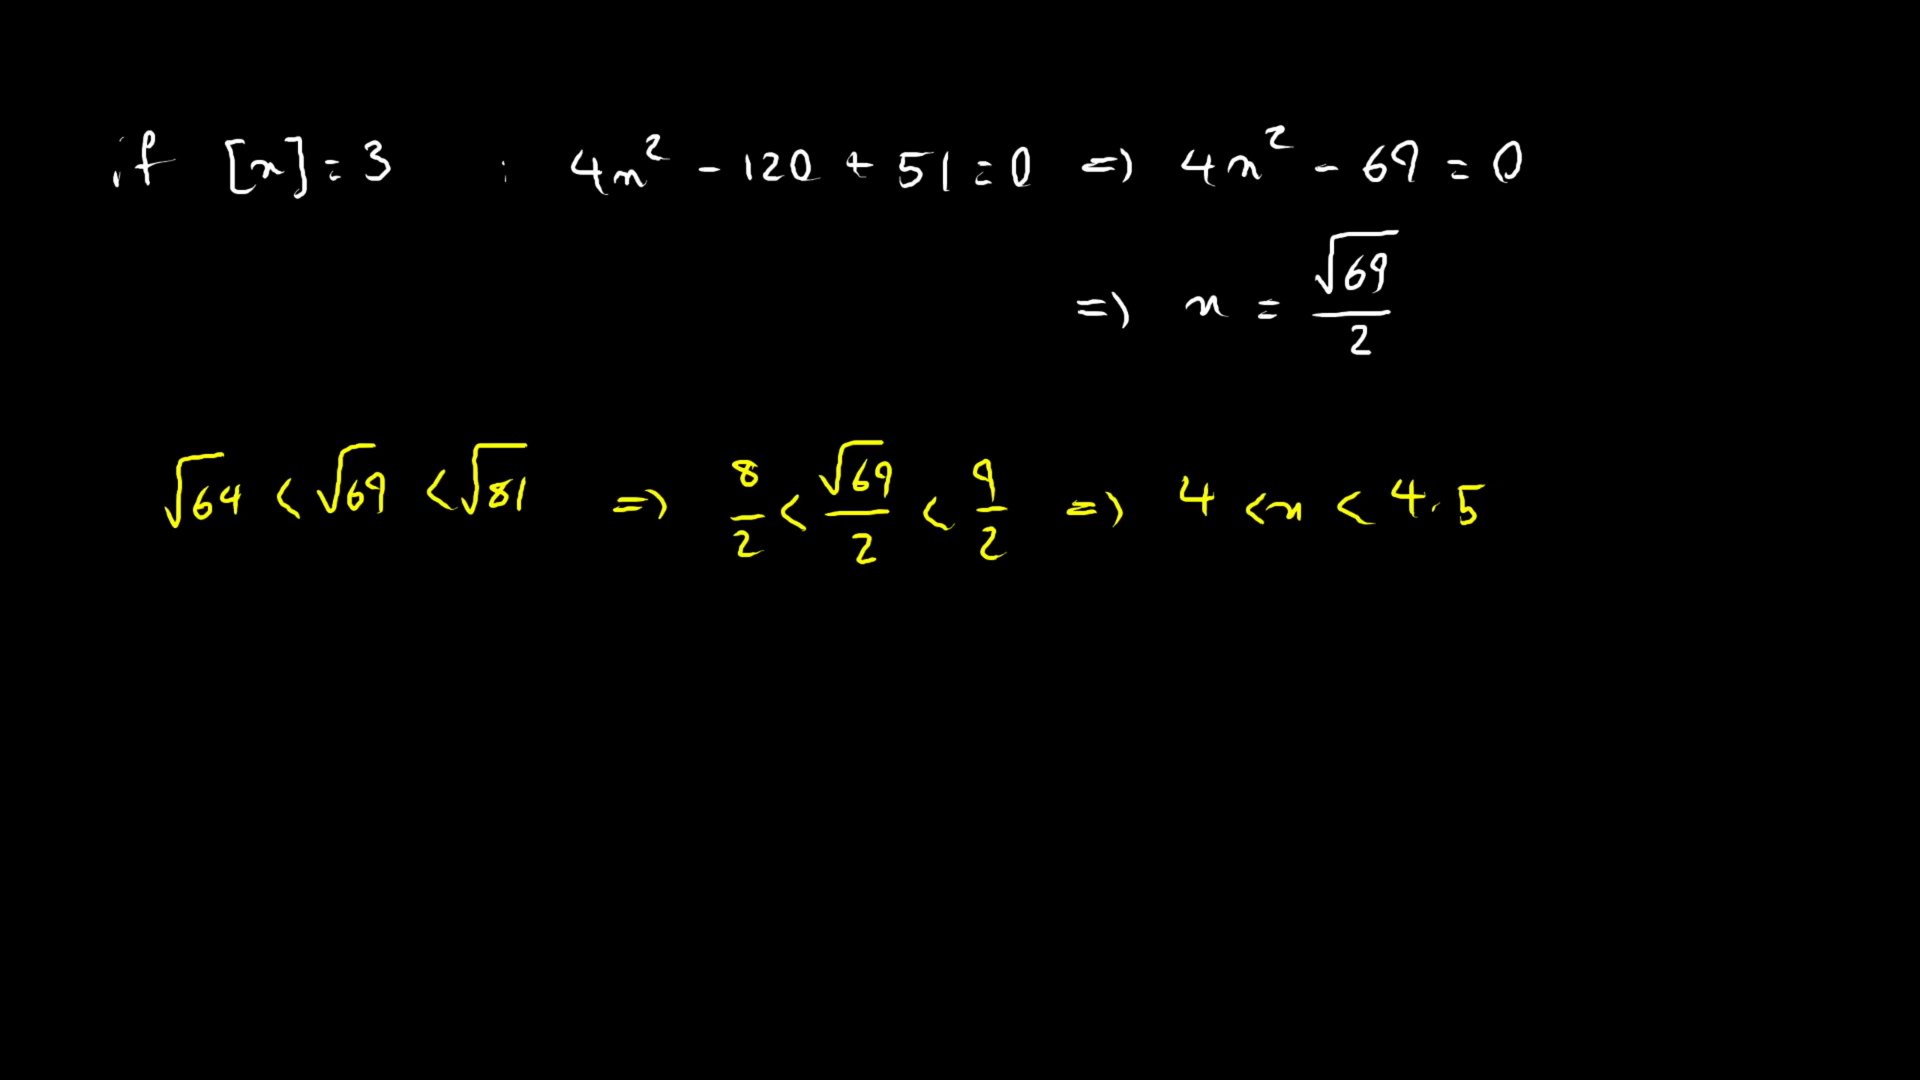 if [x]=3 : 4x² - 120 + 51 = 0 => 4x² - 69 = 0
=> x = √69/2
√64 < √69 < √81 => 8/2 < √69/2 < 9/2 => 4 < x < 4.5